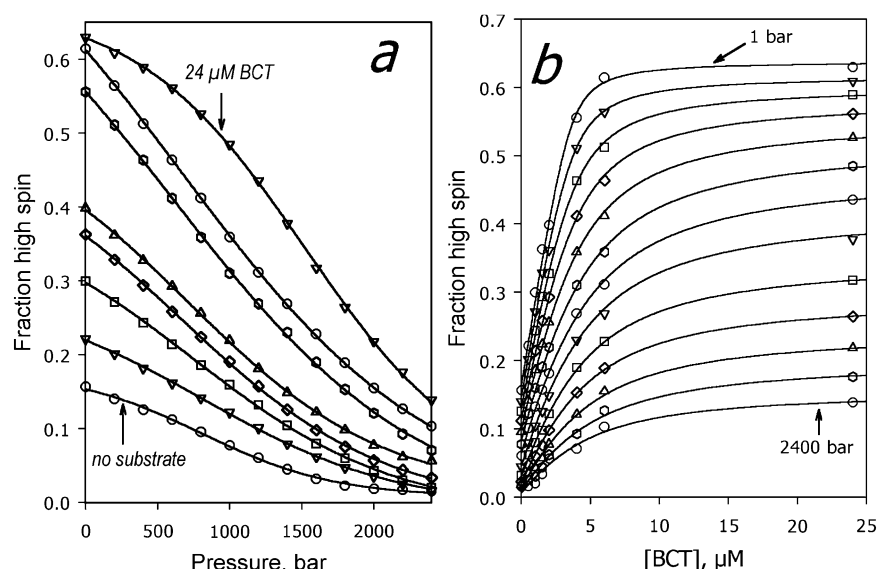 a
24 µM BCT
no substrate
Fraction high spin
0.6
0.5
0.4
0.3
0.2
0.1
0.0
0 500 1000 1500 2000
Pressure, bar
b
1 bar
2400 bar
Fraction high spin
0.7
0.6
0.5
0.4
0.3
0.2
0.1
0.0
0 5 10 15 20 25
[BCT], µM